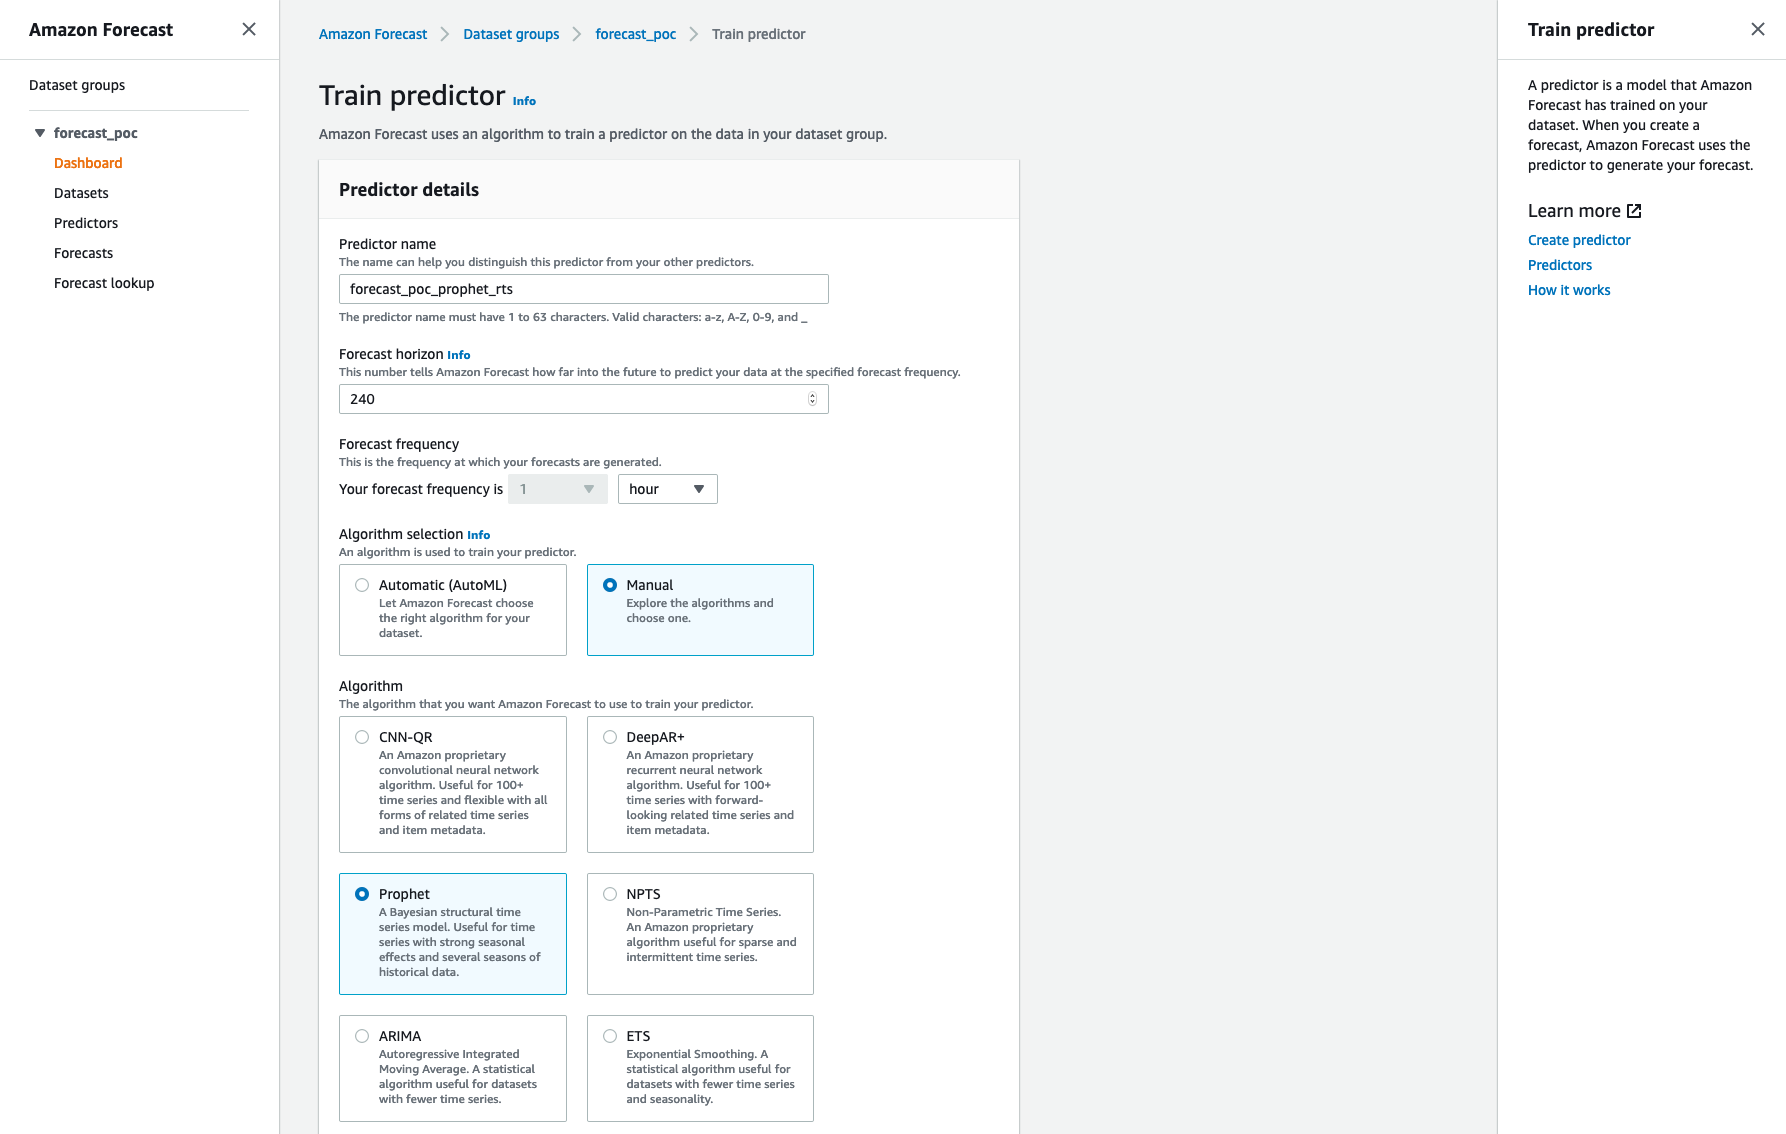 Amazon Forecast
Dataset groups
forecast_poc
Dashboard
Datasets
Predictors
Forecasts
Forecast lookup
Amazon Forecast
Dataset groups
forecast_poc
Train predictor
Train predictor Info
Amazon Forecast uses an algorithm to train a predictor on the data in your dataset group.
Predictor details
Predictor name
The name can help you distinguish this predictor from your other predictors.
forecast_poc_prophet_rts
The predictor name must have 1 to 63 characters. Valid characters: a-z, A-Z, 0-9, and _
Forecast horizon Info
This number tells Amazon Forecast how far into the future to predict your data at the specified forecast frequency.
240
Forecast frequency
This is the frequency at which your forecasts are generated.
Your forecast frequency is 1 hour
Algorithm selection Info
An algorithm is used to train your predictor.
Automatic (AutoML)
Let Amazon Forecast choose
the right algorithm for your
dataset.
Manual
Explore the algorithms and
choose one.
Algorithm
The algorithm that you want Amazon Forecast to use to train your predictor.
CNN-QR
An Amazon proprietary
convolutional neural network
algorithm. Useful for 100+
time series and flexible with all
forms of related time series
and item metadata.
DeepAR+
An Amazon proprietary
recurrent neural network
algorithm. Useful for 100+
time series with forward-
looking related time series and
item metadata.
Prophet
A Bayesian structural time
series model. Useful for time
series with strong seasonal
effects and several seasons of
historical data.
NPTS
Non-Parametric Time Series.
An Amazon proprietary
algorithm useful for sparse and
intermittent time series.
ARIMA
Autoregressive Integrated
Moving Average. A statistical
algorithm useful for datasets
with fewer time series.
ETS
Exponential Smoothing. A
statistical algorithm useful for
datasets with fewer time series
and seasonality.
Train predictor
A predictor is a model that Amazon
Forecast has trained on your
dataset. When you create a
forecast, Amazon Forecast uses the
predictor to generate your forecast.
Learn more
Create predictor
Predictors
How it works